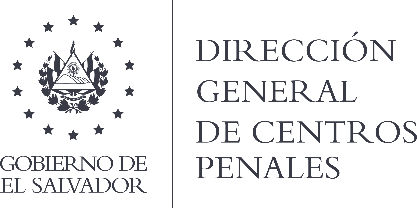 GOBIERNO DE
EL SALVADOR
DIRECCIÓN
GENERAL
DE CENTROS
PENALES